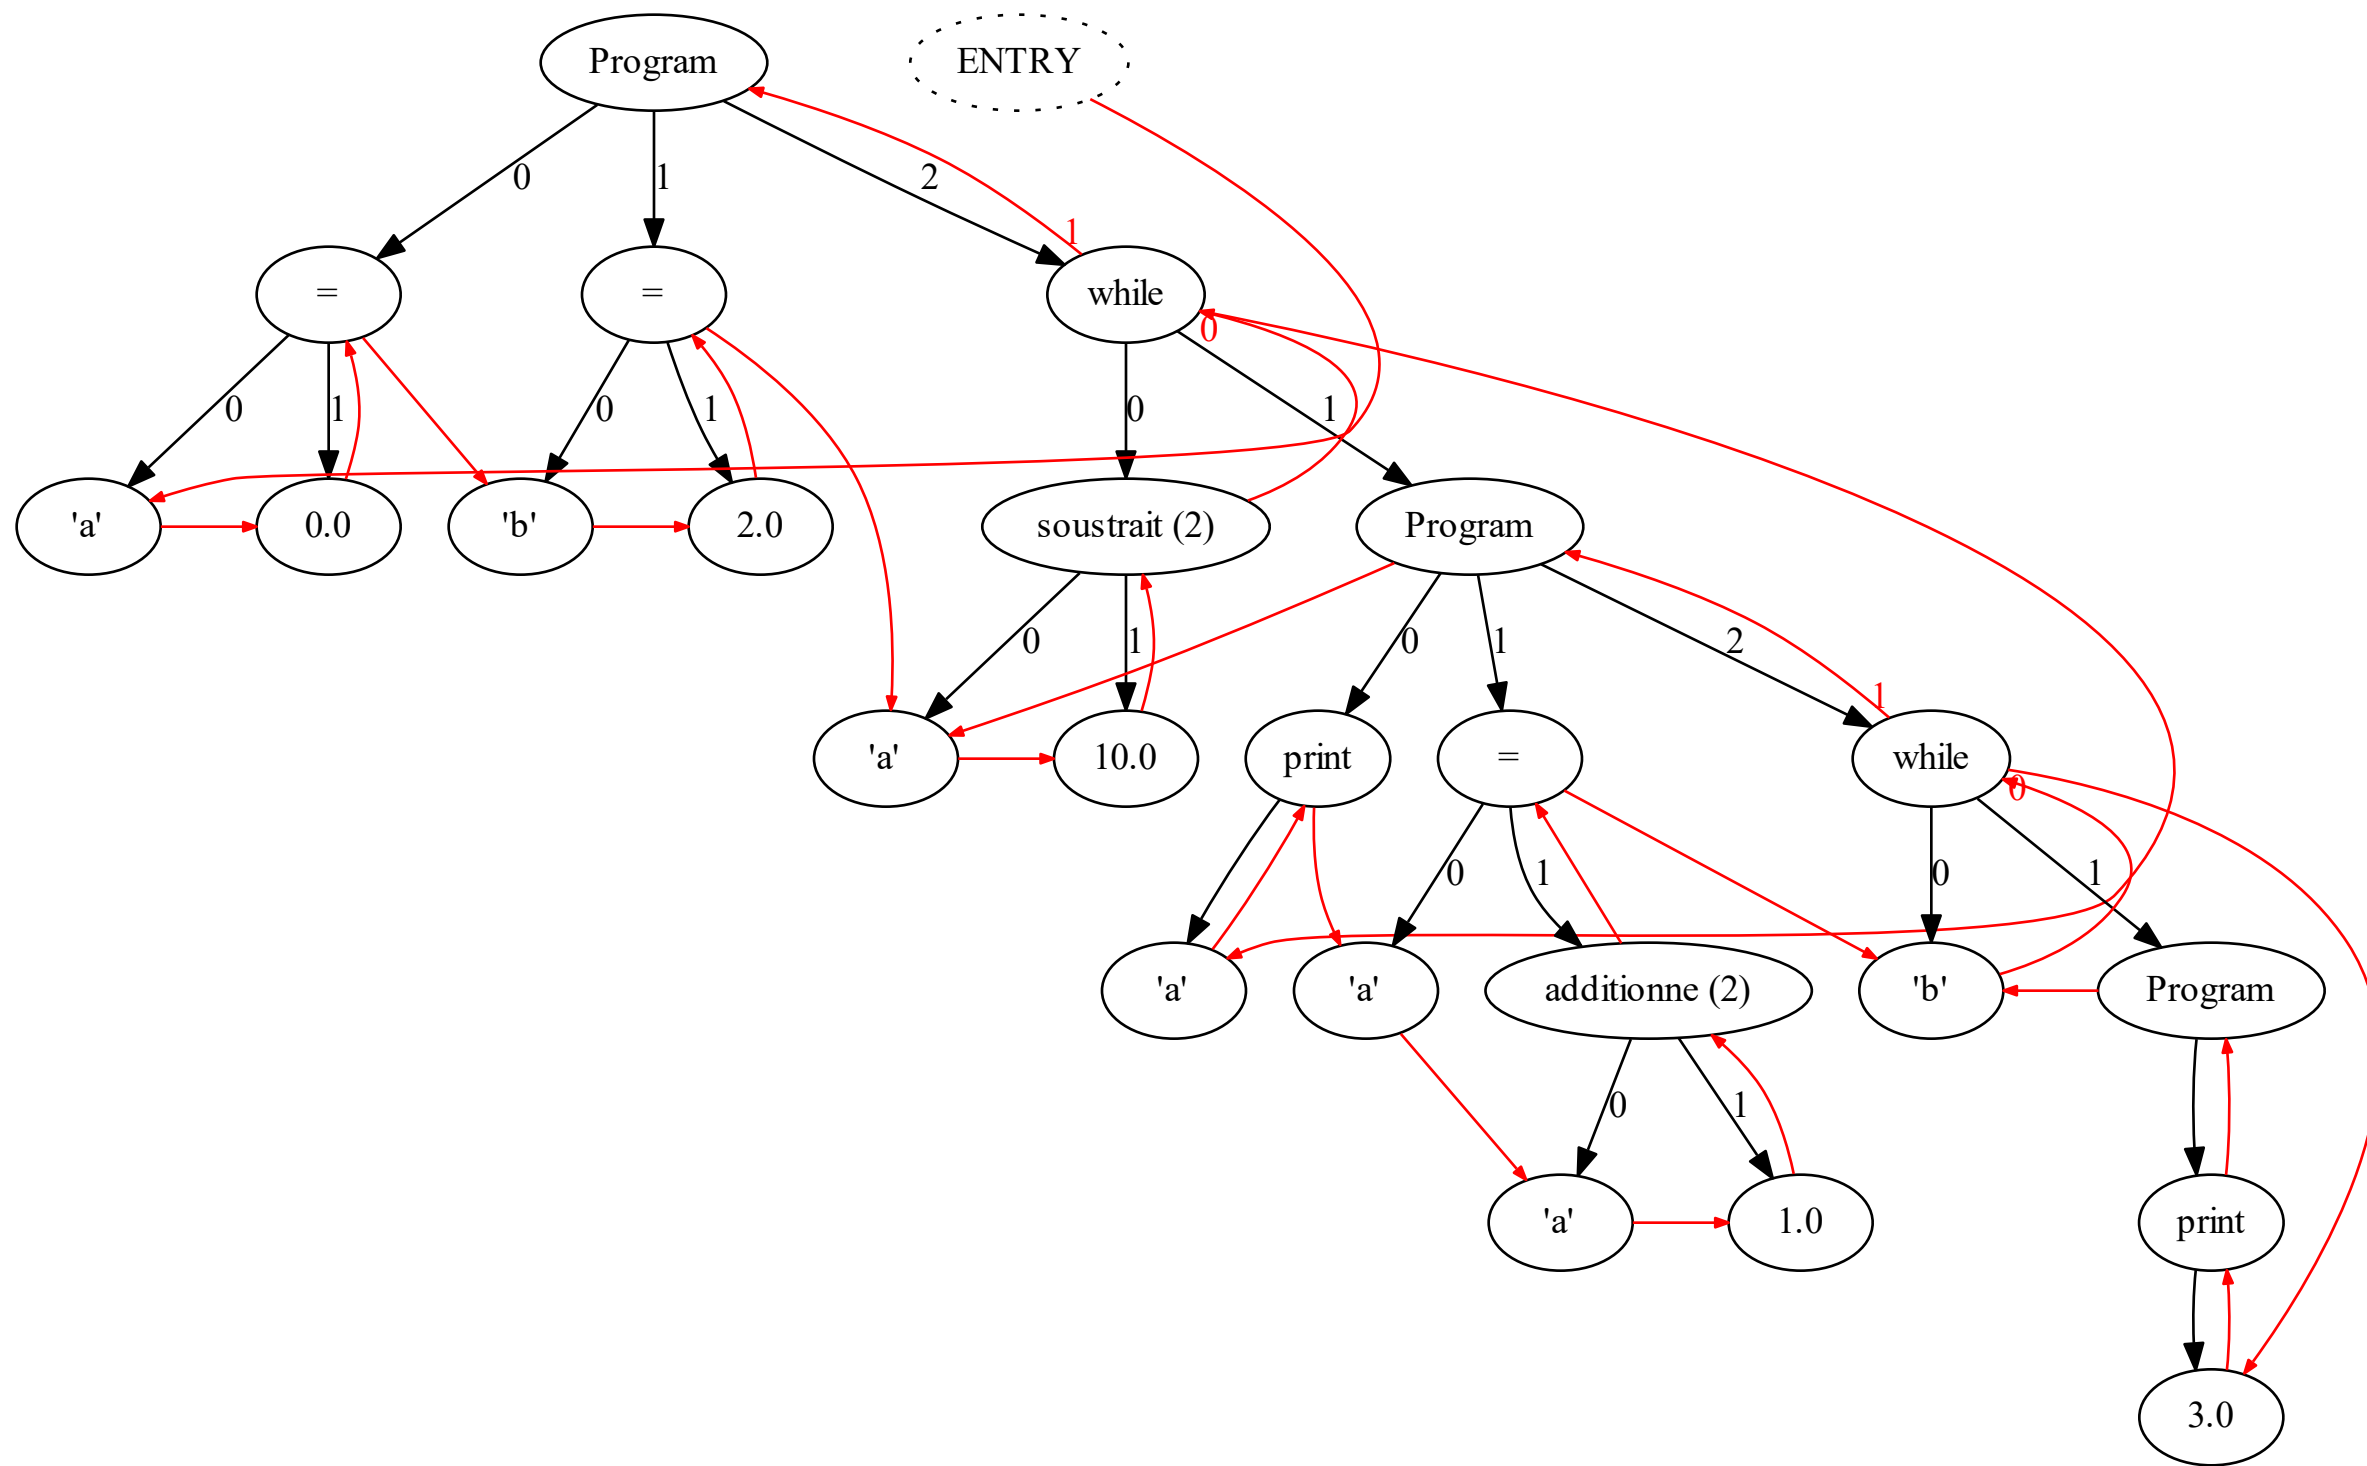 Program
ENTRY
0
1
2
1
=
=
while
0
0
1
0
1
0
1
'a'
0.0
'b'
2.0
soustrait (2)
Program
0
1
0
1
2
1
'a'
10.0
print
=
while
0
0
1
0
1
'a'
'a'
additionne (2)
'b'
Program
0
1
'a'
1.0
print
3.0